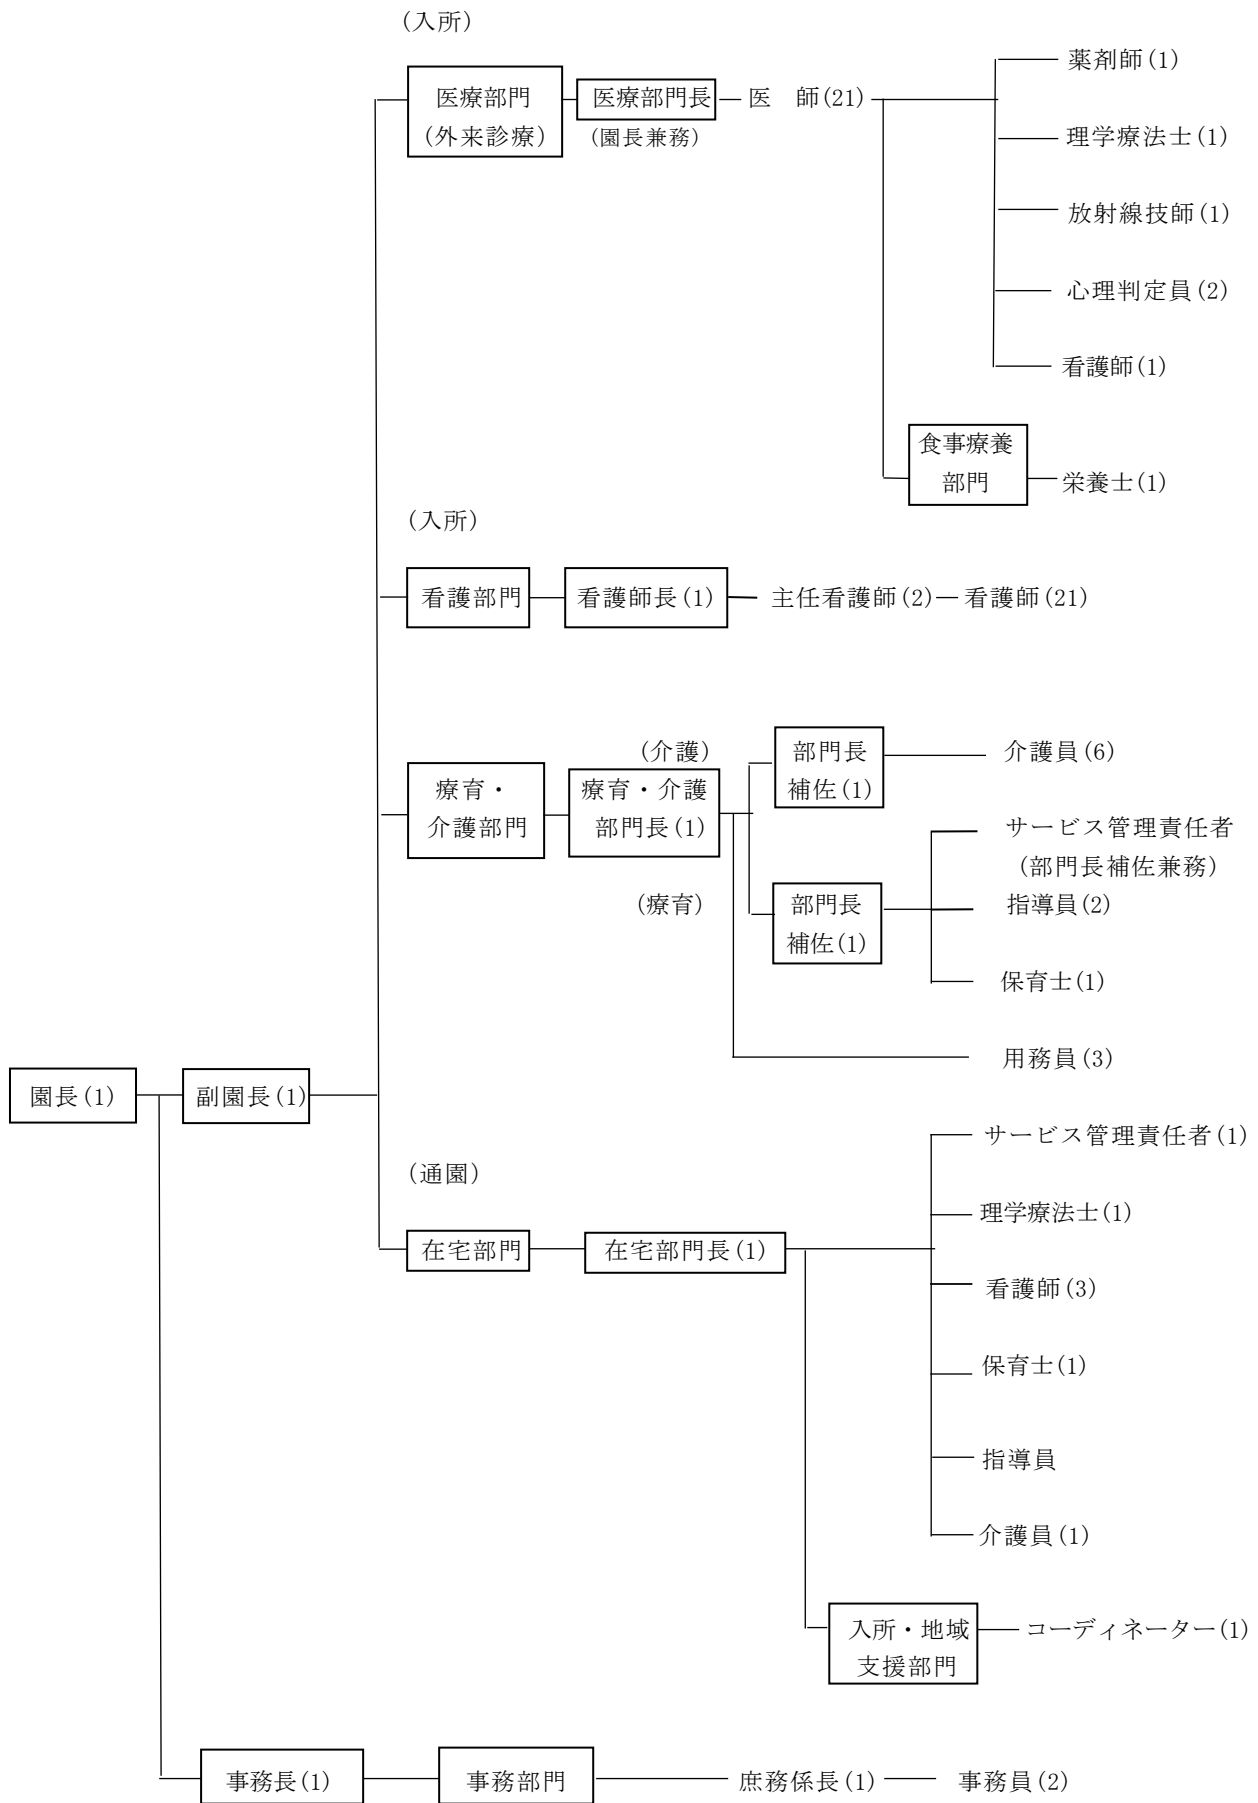 (入所)
医療部門
(外来診療)
医療部門長
(園長兼務)
医　師(21)
薬剤師(1)
理学療法士(1)
放射線技師(1)
心理判定員(2)
看護師(1)
食事療養
部門
栄養士(1)
(入所)
看護部門
看護師長(1)
主任看護師(2)
看護師(21)
療育・
介護部門
療育・介護
部門長(1)
(介護)
部門長
補佐(1)
介護員(6)
(療育)
部門長
補佐(1)
サービス管理責任者
(部門長補佐兼務)
指導員(2)
保育士(1)
用務員(3)
園長(1)
副園長(1)
(通園)
在宅部門
在宅部門長(1)
サービス管理責任者(1)
理学療法士(1)
看護師(3)
保育士(1)
指導員
介護員(1)
入所・地域
支援部門
コーディネーター(1)
事務長(1)
事務部門
庶務係長(1)
事務員(2)